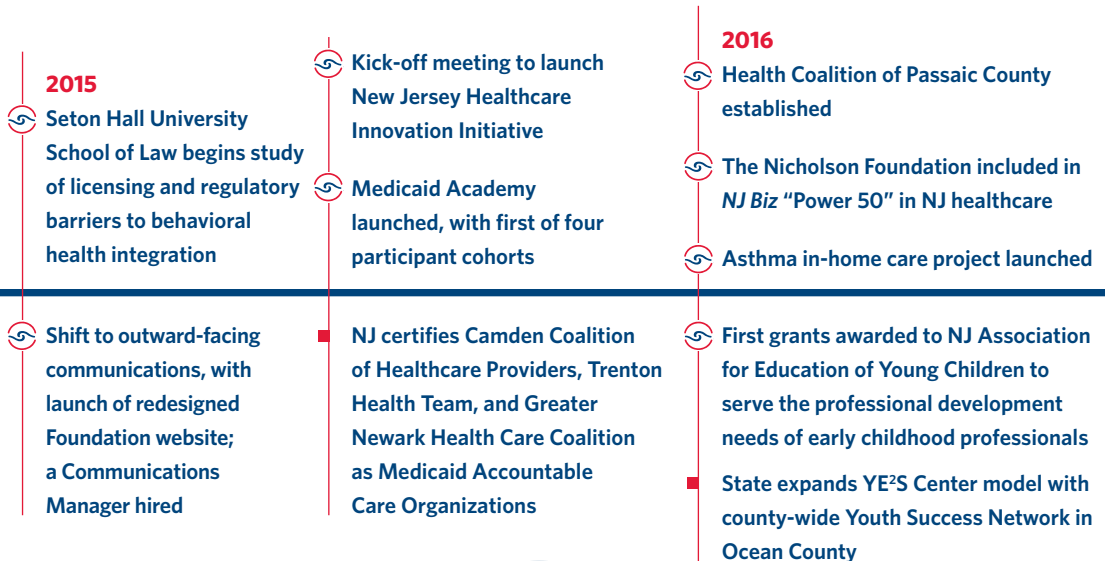 2015
Seton Hall University
School of Law begins study
of licensing and regulatory
barriers to behavioral
health integration
Shift to outward-facing
communications, with
launch of redesigned
Foundation website;
a Communications
Manager hired
Kick-off meeting to launch
New Jersey Healthcare
Innovation Initiative
Medicaid Academy
launched, with first of four
participant cohorts
NJ certifies Camden Coalition
of Healthcare Providers, Trenton
Health Team, and Greater
Newark Health Care Coalition
as Medicaid Accountable
Care Organizations
2016
Health Coalition of Passaic County
established
The Nicholson Foundation included in
NJ Biz “Power 50” in NJ healthcare
Asthma in-home care project launched
First grants awarded to NJ Association
for Education of Young Children to
serve the professional development
needs of early childhood professionals
State expands YE²S Center model with
county-wide Youth Success Network in
Ocean County